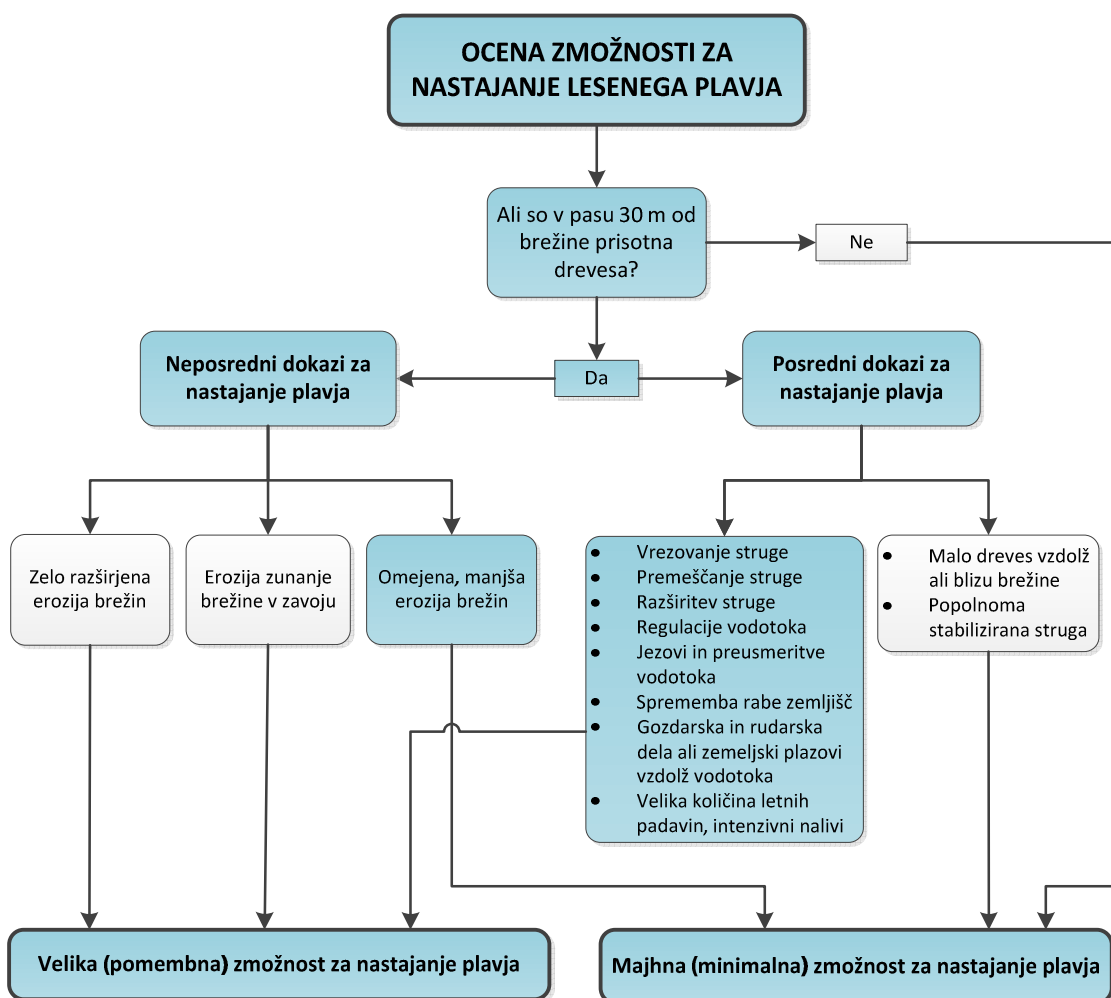 OCENA ZMOŽNOSTI ZA
NASTAJANJE LESENEGA PLAVJA
Ali so v pasu 30 m od
brežine prisotna
drevesa?
Ne
Da
Neposredni dokazi za
nastajanje plavja
Posredni dokazi za
nastajanje plavja
Zelo razširjena
erozija brežin
Erozija zunanje
brežine v zavoju
Omejena, manjša
erozija brežin
• Vrezovanje struge
• Premeščanje struge
• Razširitev struge
• Regulacije vodotoka
• Jezovi in preusmeritve
vodotoka
• Sprememba rabe zemljišč
• Gozdarska in rudarska
dela ali zemeljski plazovi
vzdolž vodotoka
• Velika količina letnih
padavin, intenzivni nalivi
• Malo dreves vzdolž
ali blizu brežine
• Popolnoma
stabilizirana struga
Velika (pomembna) zmožnost za nastajanje plavja
Majhna (minimalna) zmožnost za nastajanje plavja